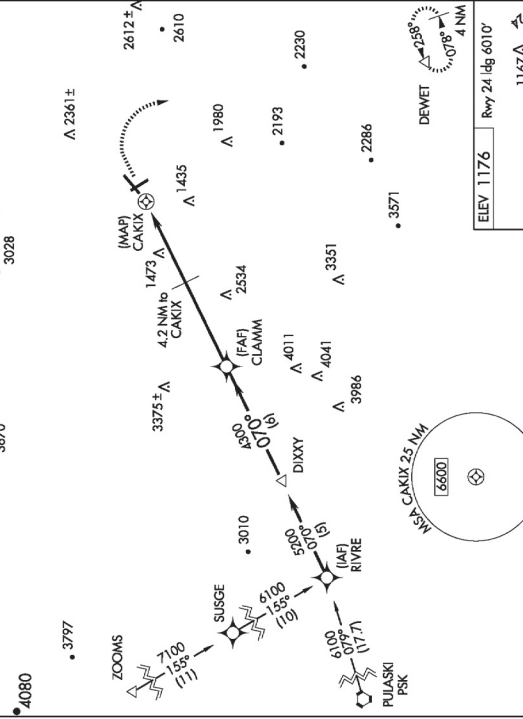 4080
3797
ZOOMS
7100
155°
(11)
SUSGE
6100
155°
(10)
6100
079°
(17.7)
PULASKI
PSK
3010
5200
070°
(5)
(IAF)
RIVRE
DIXXY
4300
070°
(6)
(FAF)
CLAMM
3375±
4011
4041
3986
4.2 NM to
CAKIX
1473
2534
3351
3028
(MAP)
CAKIX
1435
3571
2361±
1980
2193
2286
2612±
2610
2230
DEWET
258°
078°
4 NM
MSA CAKIX 25 NM
6600
ELEV 1176
Rwy 24 ldg 6010'